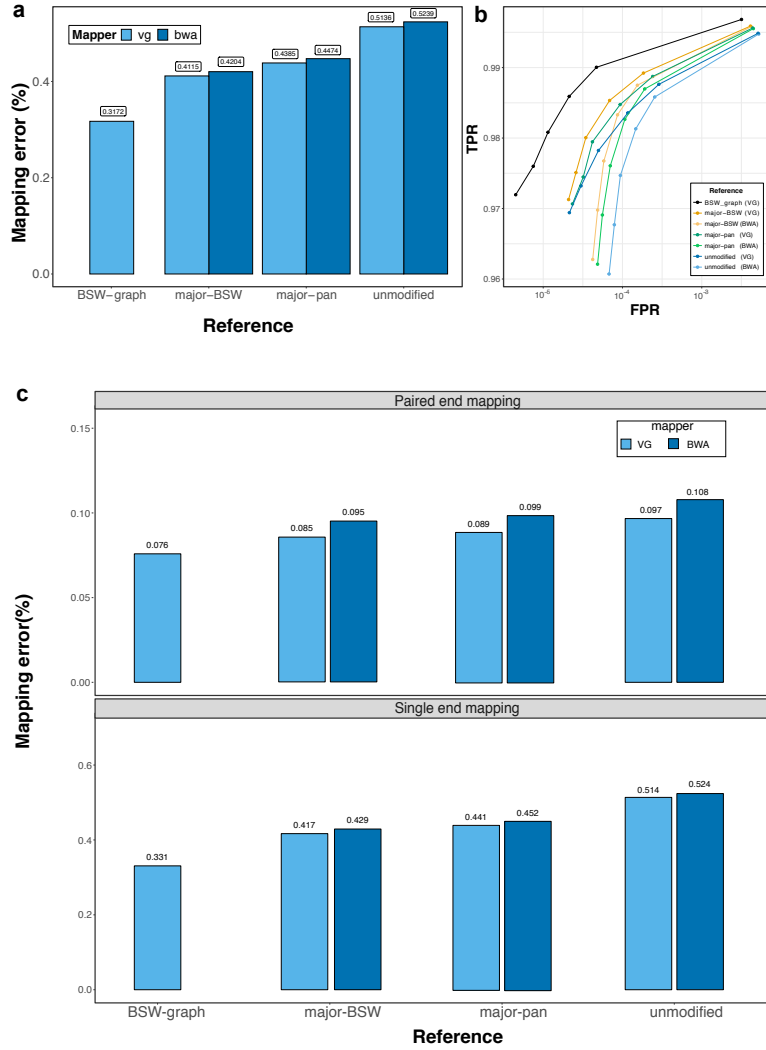 a
Mapping error (%)
0.4
0.2
0.0
Mapper vg bwa
0.3172
0.4115
0.4204
0.4385
0.4474
0.5136
0.5239
BSW-graph major-BSW major-pan unmodified
Reference
b
TPR
0.99
0.98
0.97
0.96
Reference
BSW_graph (VG)
major-BSW (VG)
major-BSW (BWA)
major-pan (VG)
major-pan (BWA)
unmodified (VG)
unmodified (BWA)
10⁻⁶ 10⁻⁴
FPR
c
Mapping error(%)
Paired end mapping
mapper
VG BWA
0.15
0.10
0.05
0.00
0.076
0.085
0.095
0.089
0.099
0.097
0.108
Single end mapping
0.6
0.4
0.2
0.0
0.331
0.417
0.429
0.441
0.452
0.514
0.524
BSW-graph major-BSW major-pan unmodified
Reference